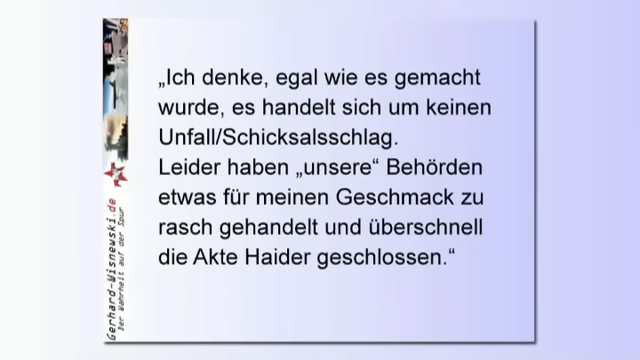 „Ich denke, egal wie es gemacht
wurde, es handelt sich um keinen
Unfall/Schicksalsschlag.
Leider haben „unsere“ Behörden
etwas für meinen Geschmack zu
rasch gehandelt und überschnell
die Akte Haider geschlossen.“
Gerhard-Wisnewski.de
Der Wahrheit auf der Spur